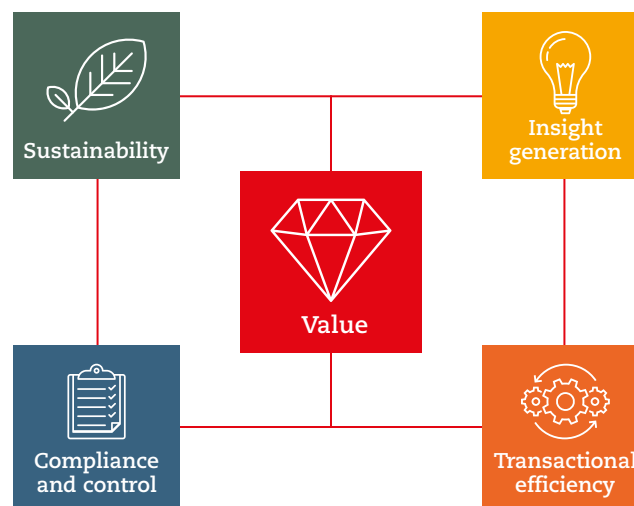 Sustainability
Insight
generation
Value
Compliance
and control
Transactional
efficiency